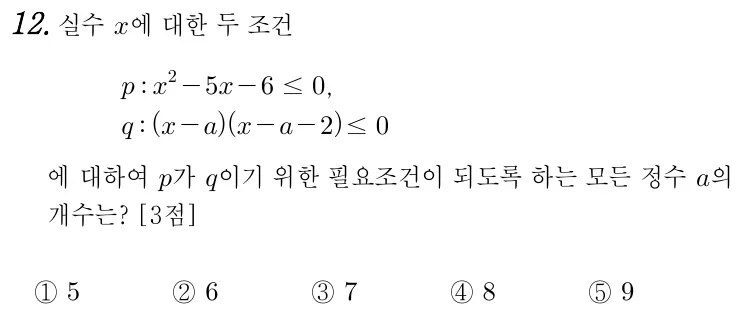 12. 실수 x에 대한 두 조건
p : x² − 5x − 6 ≤ 0,
q : (x − a)(x − a − 2) ≤ 0
에 대하여 p가 q이기 위한 필요조건이 되도록 하는 모든 정수 a의
개수는? [3점]
① 5 ② 6 ③ 7 ④ 8 ⑤ 9